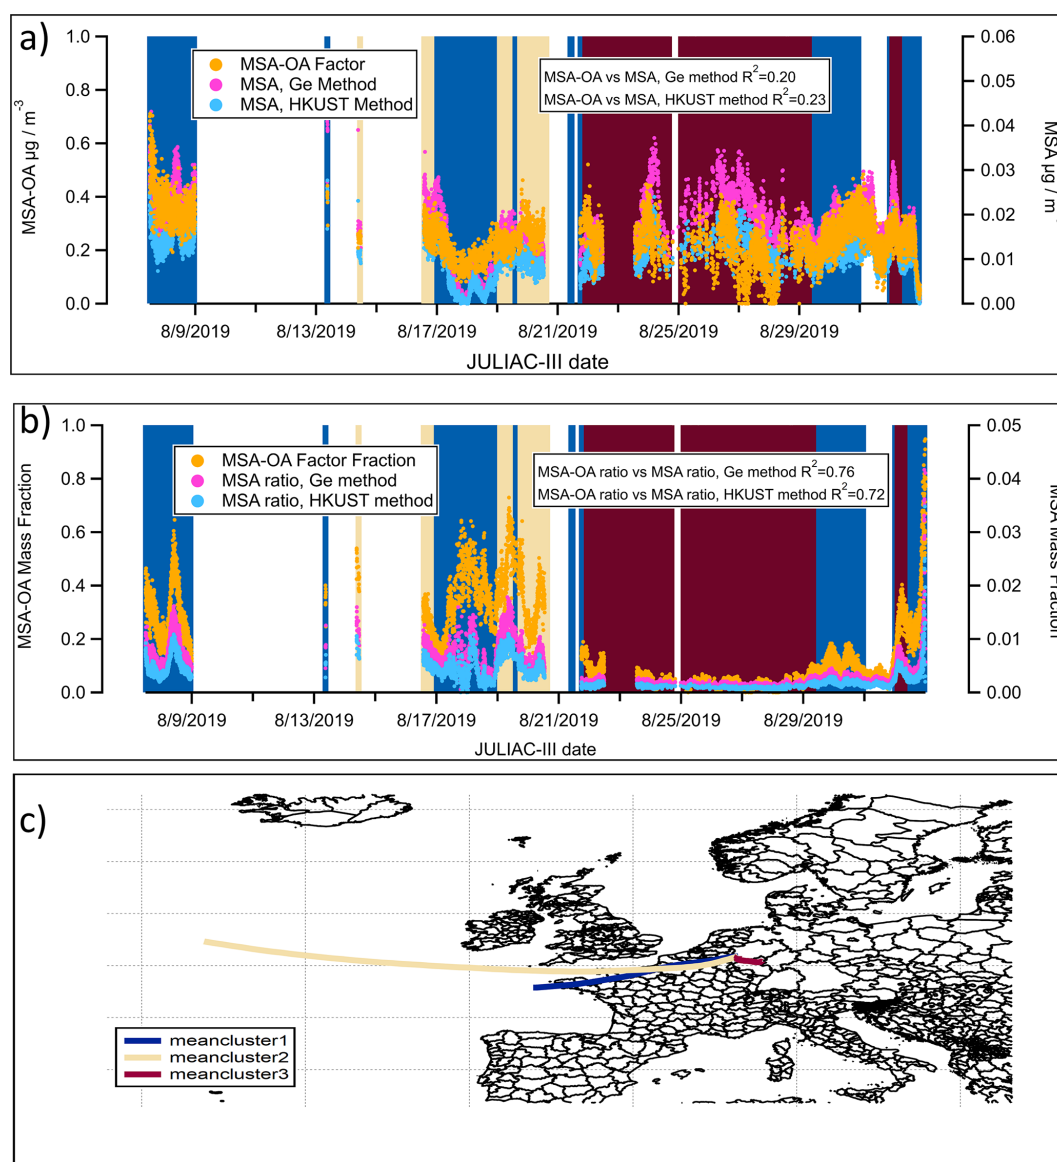 a)
1.0
0.8
0.6
0.4
0.2
0.0
MSA-OA µg / m⁻³
MSA-OA Factor
MSA, Ge Method
MSA, HKUST Method
MSA-OA vs MSA, Ge method R²=0.20
MSA-OA vs MSA, HKUST method R²=0.23
0.06
0.05
0.04
0.03
0.02
0.01
0.00
MSA µg / m
8/9/2019
8/13/2019
8/17/2019
8/21/2019
8/25/2019
8/29/2019
JULIAC-III date
b)
1.0
0.8
0.6
0.4
0.2
0.0
MSA-OA Mass Fraction
MSA-OA Factor Fraction
MSA ratio, Ge method
MSA ratio, HKUST method
MSA-OA ratio vs MSA ratio, Ge method R²=0.76
MSA-OA ratio vs MSA ratio, HKUST method R²=0.72
0.05
0.04
0.03
0.02
0.01
0.00
MSA Mass Fraction
8/9/2019
8/13/2019
8/17/2019
8/21/2019
8/25/2019
8/29/2019
JULIAC-III date
c)
meancluster1
meancluster2
meancluster3